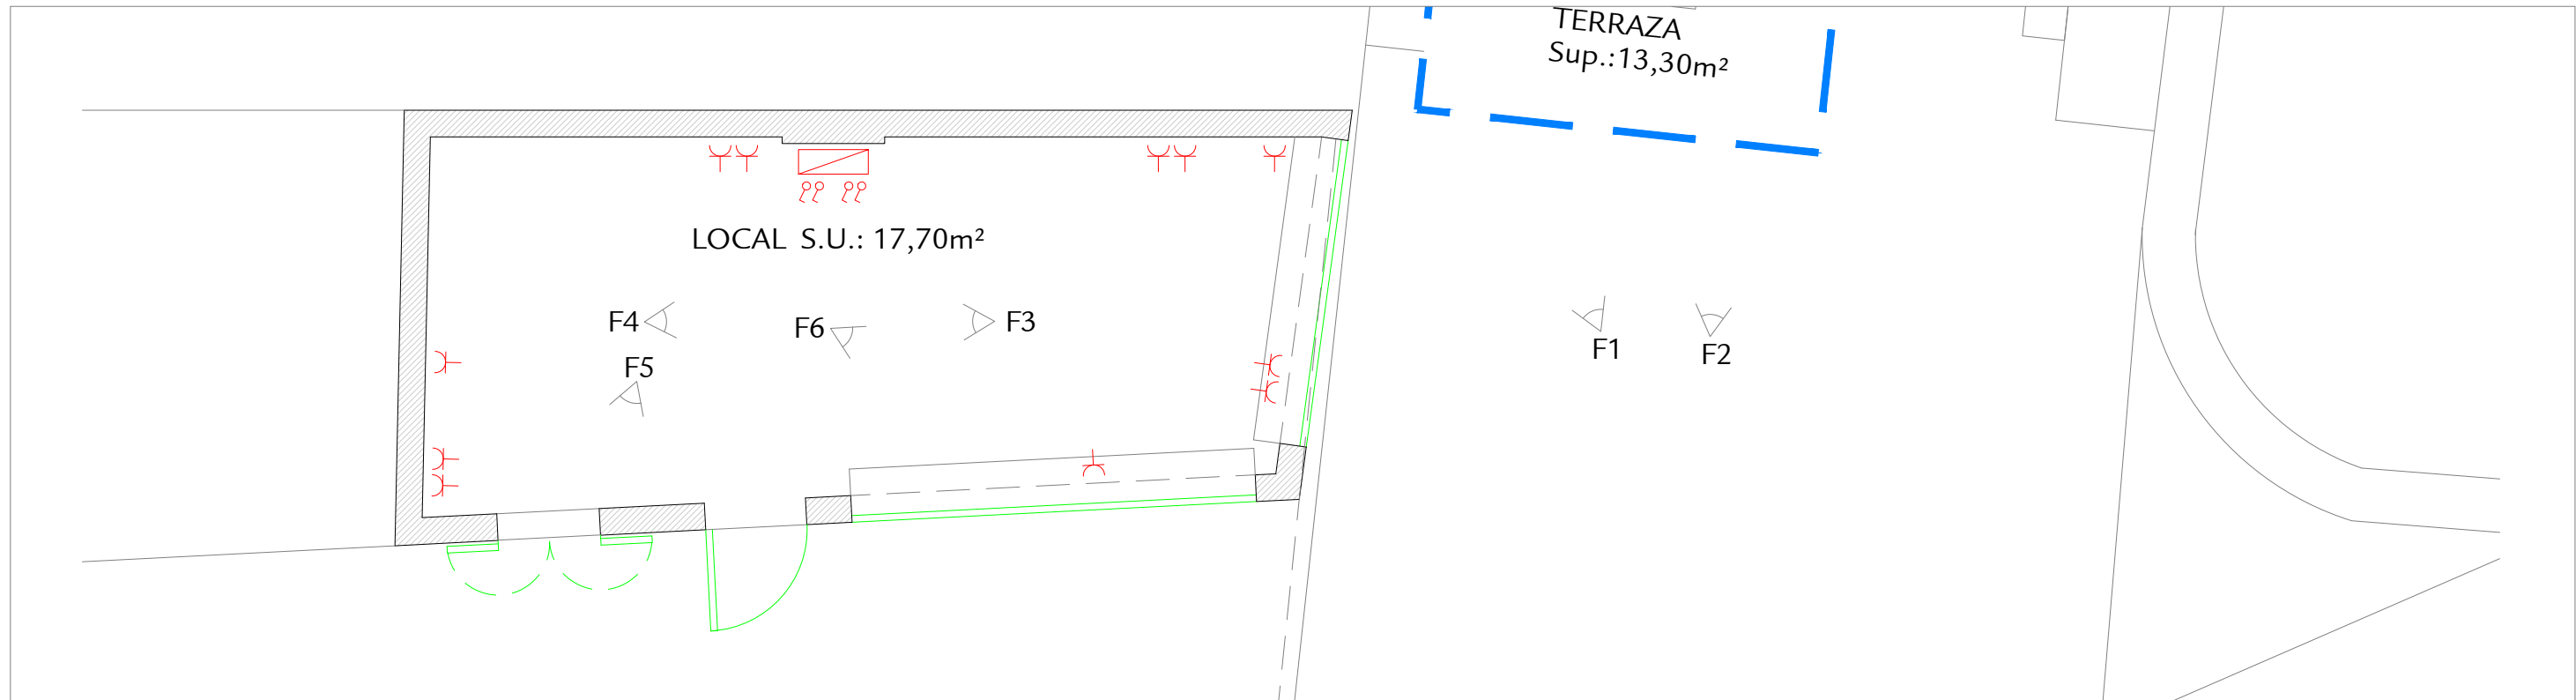 TERRAZA
Sup.:13,30m²
LOCAL S.U.: 17,70m²
F4
F6
F3
F5
F1
F2